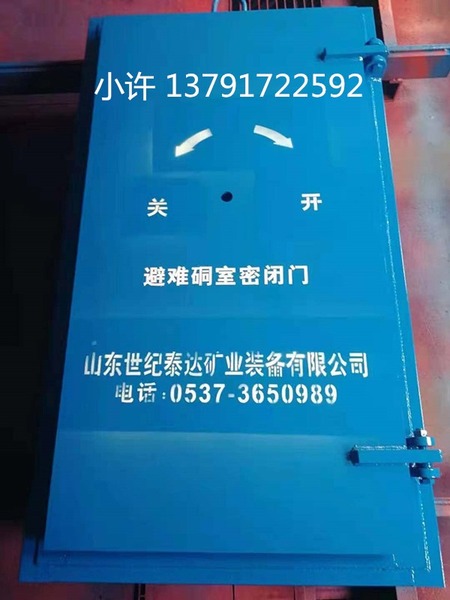 小许 13791722592
关 开
避难硐室密闭门
山东世纪泰达矿业装备有限公司
电话:0537-3650989